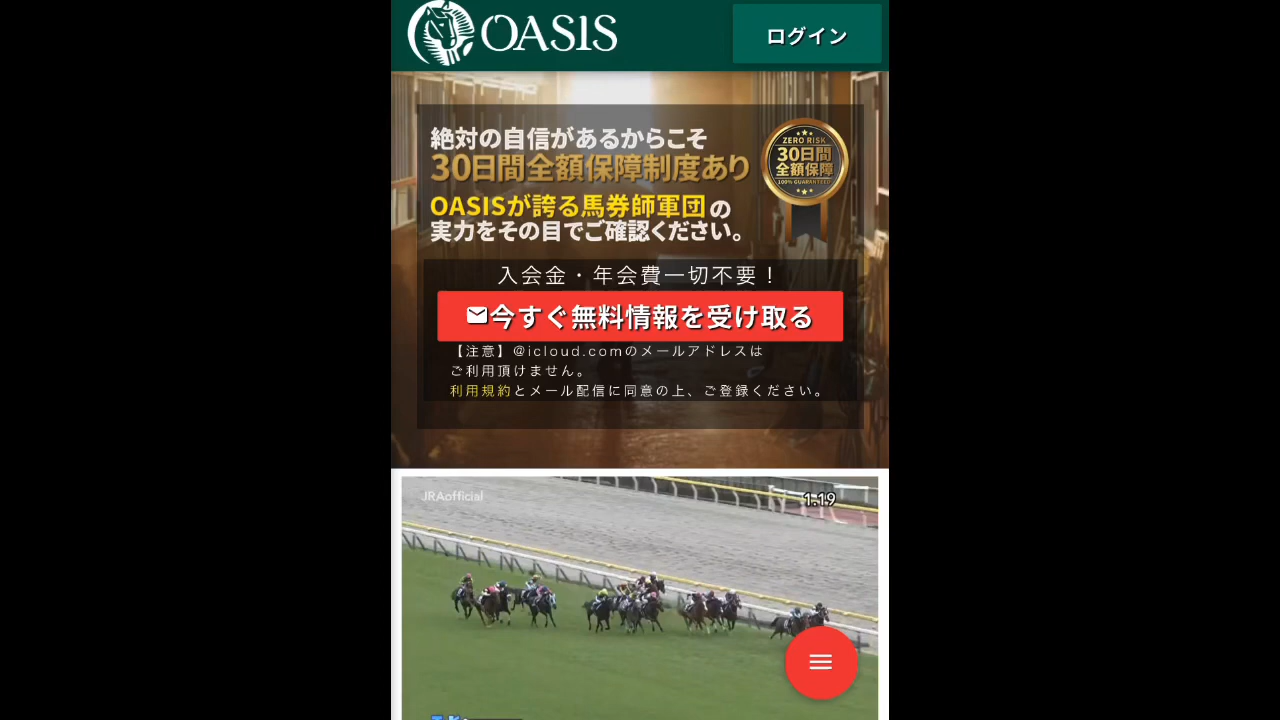 OASIS
ログイン
絶対の自信があるからこそ
30日間全額保障制度あり
OASISが誇る馬券師軍団の
実力をその目でご確認ください。
ZERO RISK
30日間
全額保障
100% GUARANTEED
入会金・年会費一切不要！
今すぐ無料情報を受け取る
【注意】@icloud.comのメールアドレスは
ご利用頂けません。
利用規約とメール配信に同意の上、ご登録ください。
JRAofficial
1.19